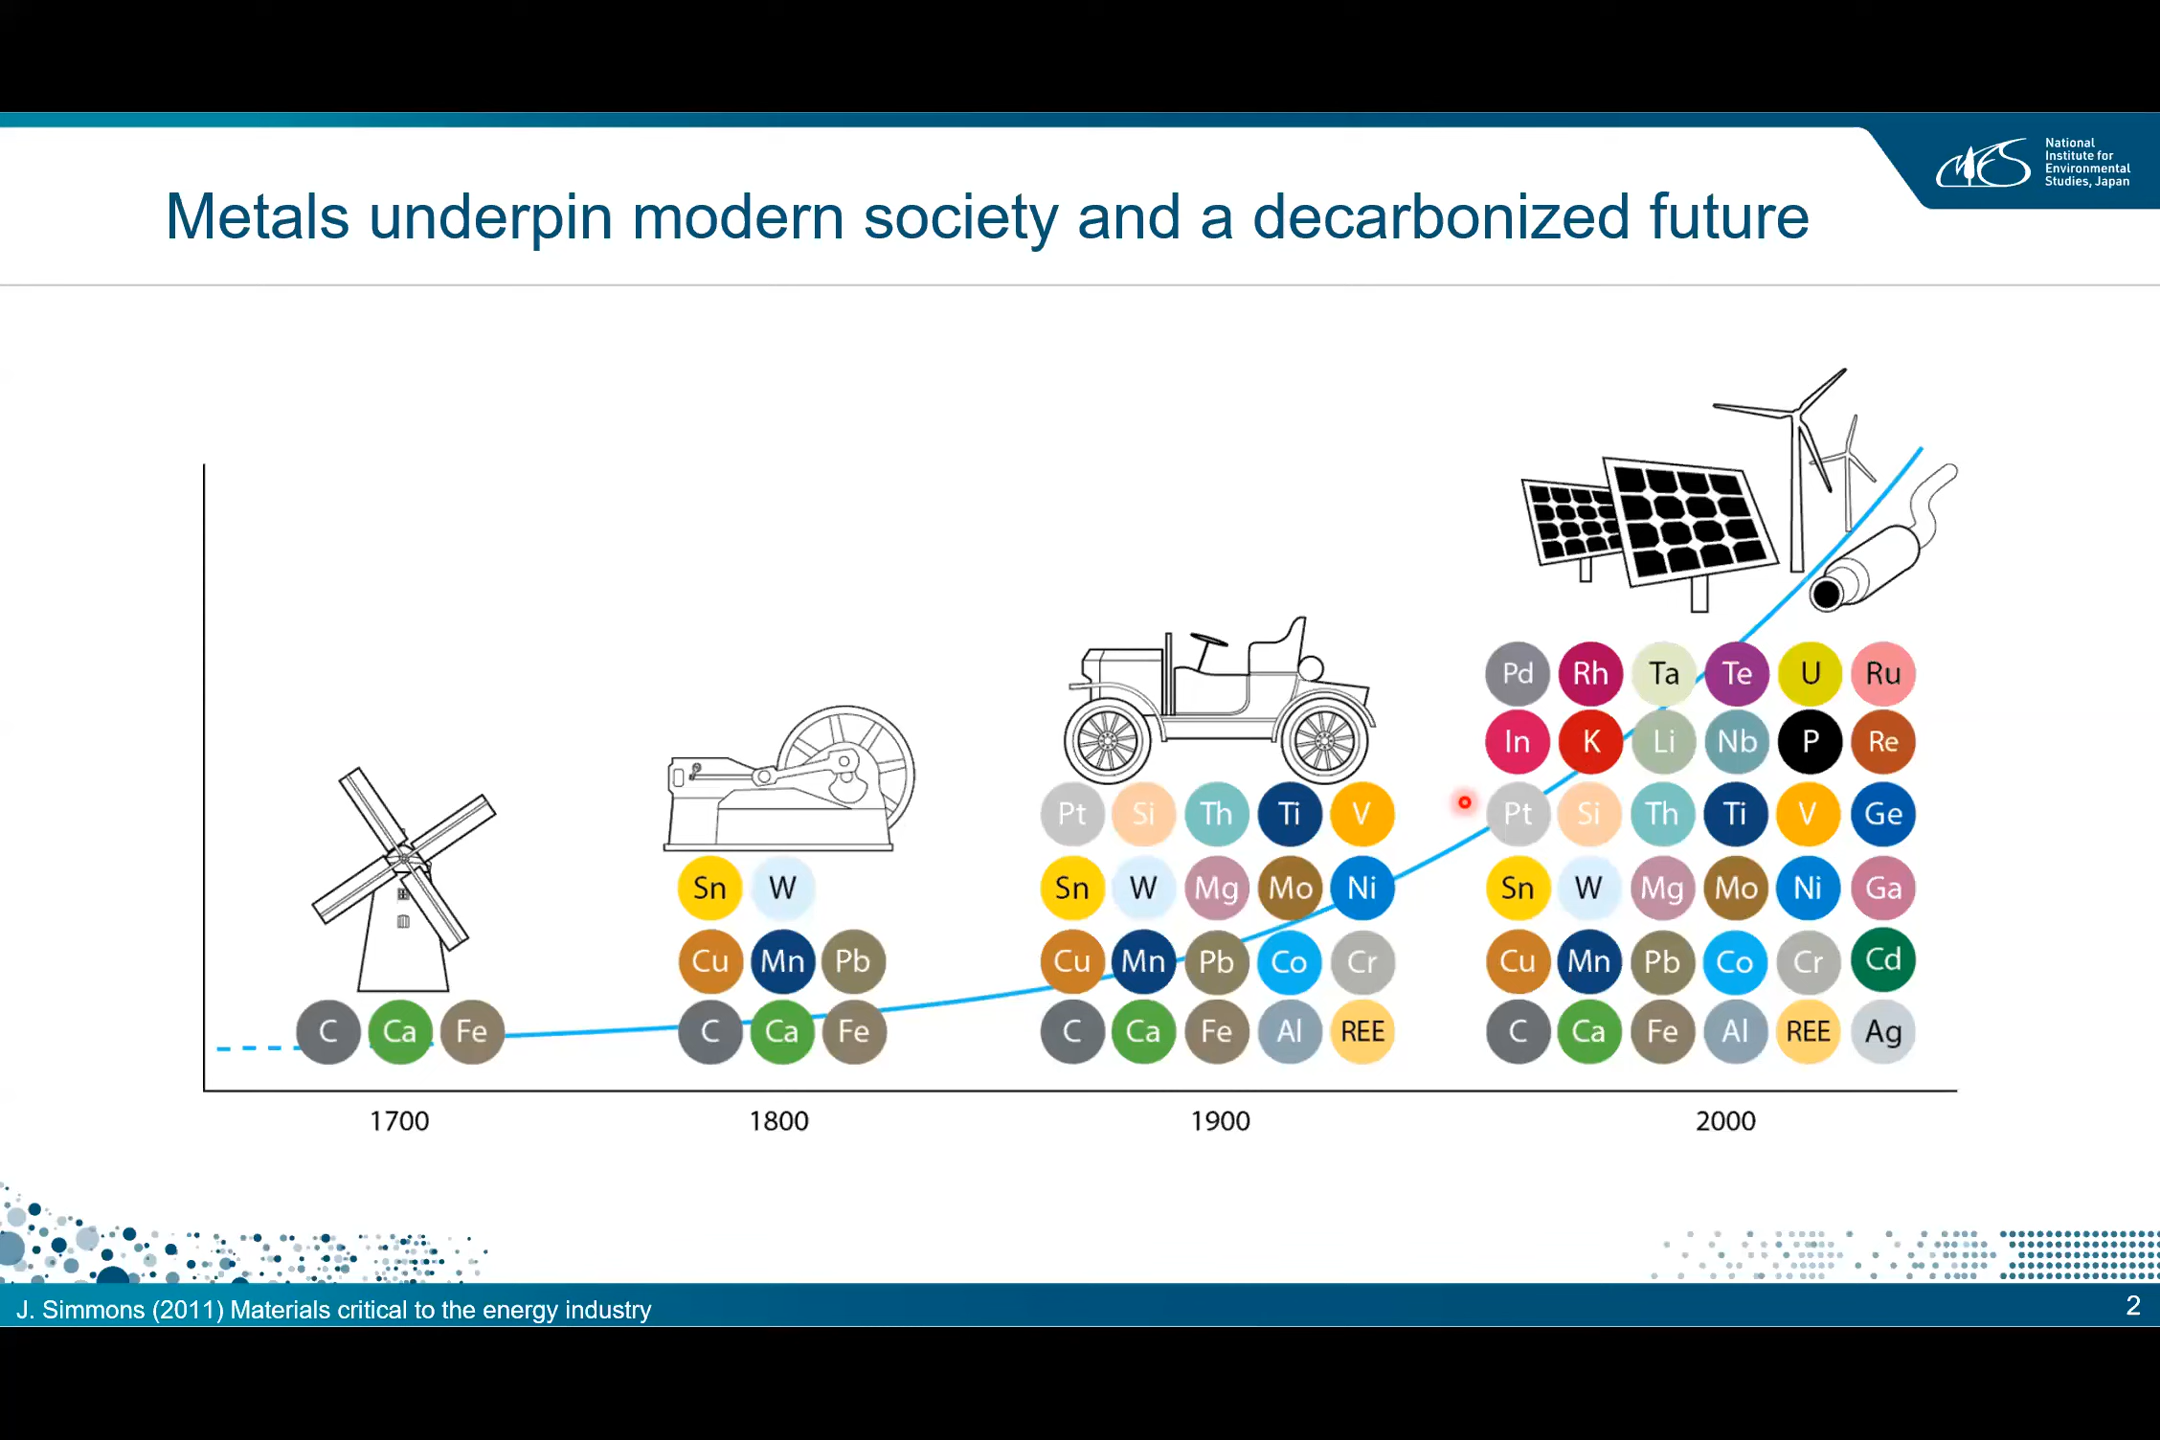 National
Institute for
Environmental
Studies, Japan
Metals underpin modern society and a decarbonized future
Pd Rh Ta Te U Ru
In K Li Nb P Re
Pt Si Th Ti V Pt Si Th Ti V Ge
Sn W Sn W Mg Mo Ni Sn W Mg Mo Ni Ga
Cu Mn Pb Cu Mn Pb Co Cr Cu Mn Pb Co Cr Cd
C Ca Fe C Ca Fe C Ca Fe Al REE C Ca Fe Al REE Ag
1700 1800 1900 2000
J. Simmons (2011) Materials critical to the energy industry
2